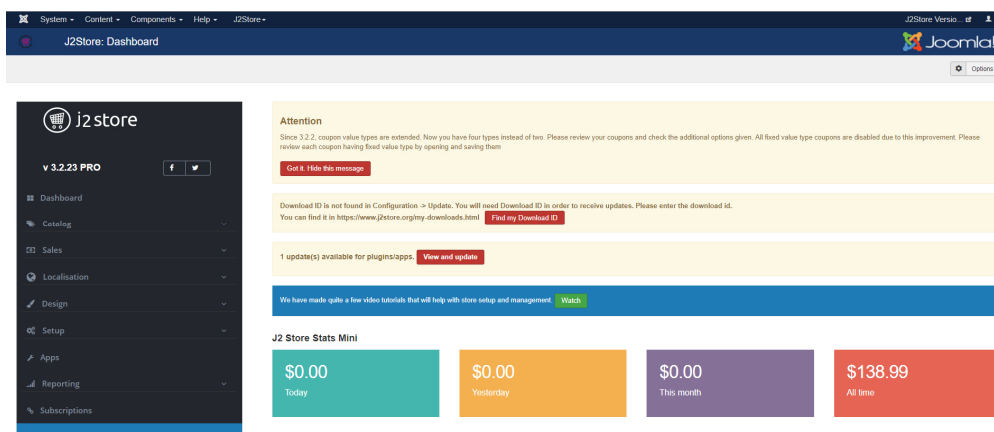 System Content Components Help J2Store J2Store Versio...
J2Store: Dashboard Joomla!
Options
j2store
v 3.2.23 PRO
Dashboard
Catalog
Sales
Localisation
Design
Setup
Apps
Reporting
Subscriptions
Attention
Since 3.2.2, coupon value types are extended. Now you have four types instead of two. Please review your coupons and check the additional options given. All fixed value type coupons are disabled due to this improvement. Please
review each coupon having fixed value type by opening and saving them
Got it. Hide this message
Download ID is not found in Configuration -> Update. You will need Download ID in order to receive updates. Please enter the download id.
You can find it in https://www.j2store.org/my-downloads.html Find my Download ID
1 update(s) available for plugins/apps. View and update
We have made quite a few video tutorials that will help with store setup and management. Watch
J2 Store Stats Mini
$0.00 $0.00 $0.00 $138.99
Today Yesterday This month All time